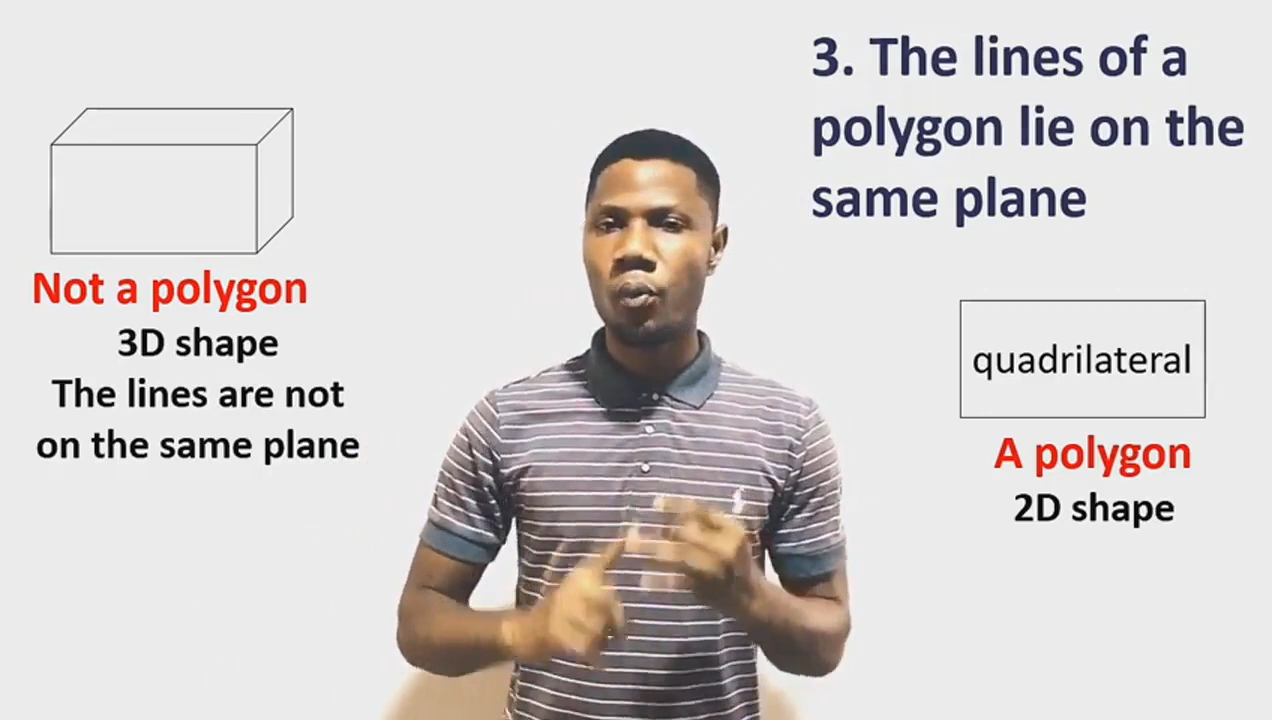 3. The lines of a
polygon lie on the
same plane
Not a polygon
3D shape
The lines are not
on the same plane
quadrilateral
A polygon
2D shape